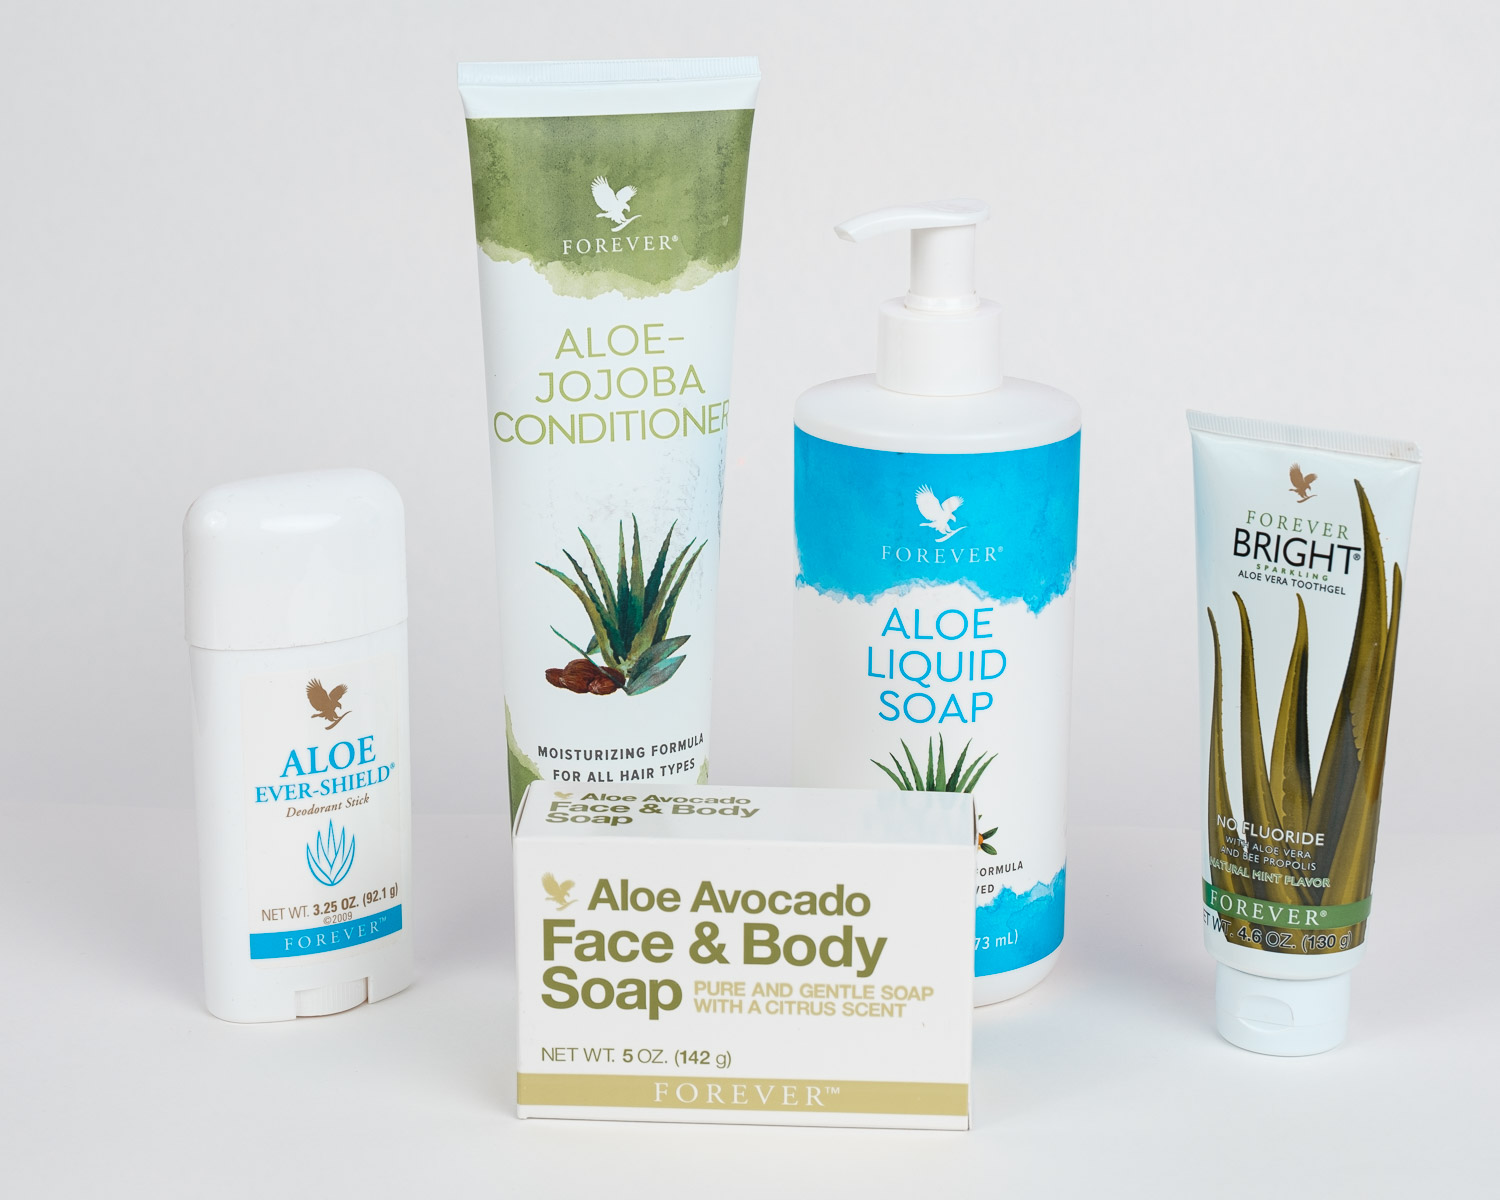 FOREVER®
ALOE-
JOJOBA
CONDITIONER
MOISTURIZING FORMULA
FOR ALL HAIR TYPES
FOREVER®
ALOE
LIQUID
SOAP
73 mL)
FOREVER
BRIGHT®
SPARKLING
ALOE VERA TOOTHGEL
NO FLUORIDE
WITH ALOE VERA
AND BEE PROPOLIS
NATURAL MINT FLAVOR
FOREVER®
ET WT. 4.6 OZ. (130 g)
ALOE
EVER-SHIELD®
Deodorant Stick
NET WT. 3.25 OZ. (92.1 g)
©2009
FOREVER™
Aloe Avocado
Face & Body
Soap
Aloe Avocado
Face & Body
Soap PURE AND GENTLE SOAP
WITH A CITRUS SCENT
NET WT. 5 OZ. (142 g)
FOREVER™